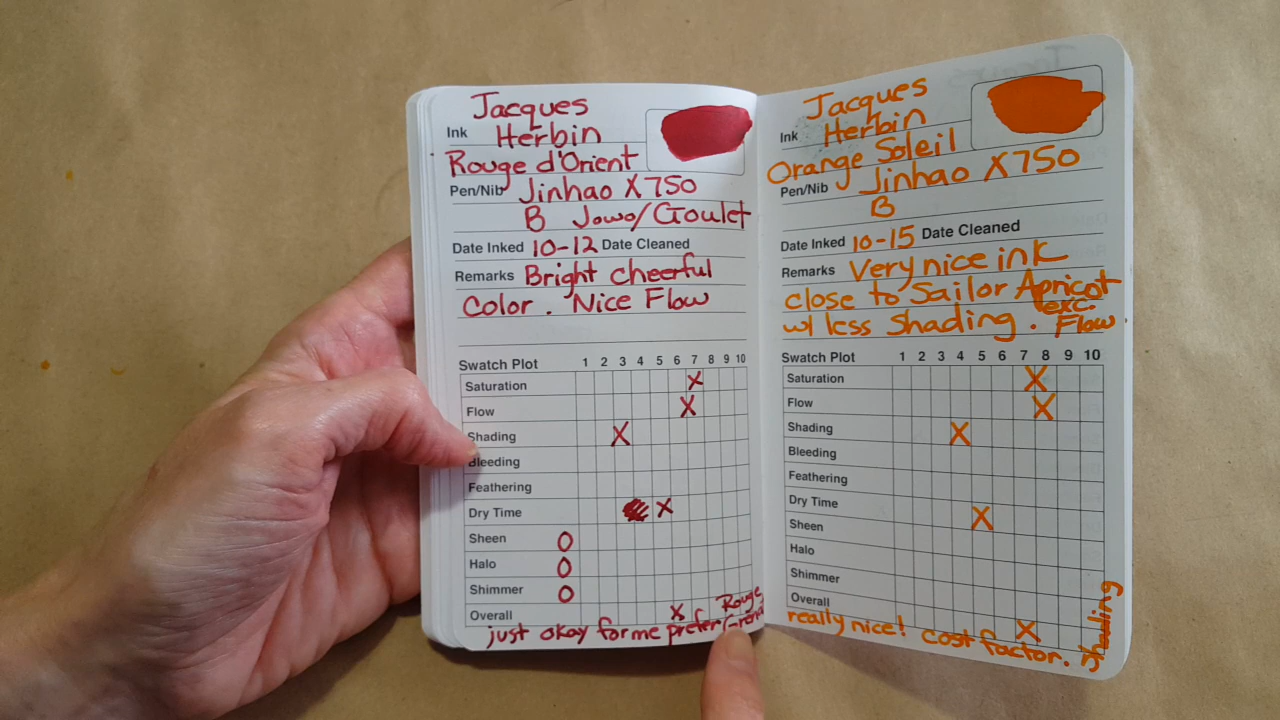 Jacques
Ink Herbin
Rouge d'Orient
Pen/Nib Jinhao X750
B Jowo/Goulet
Date Inked 10-12 Date Cleaned
Remarks Bright cheerful
Color. Nice Flow
Swatch Plot 1 2 3 4 5 6 7 8 9 10
Saturation X
Flow X
Shading X
Bleeding
Feathering
Dry Time X
Sheen O
Halo O
Shimmer O
Overall X Rouge
just okay for me prefer
Jacques
Ink Herbin
Orange Soleil
Pen/Nib Jinhao X750
B
Date Inked 10-15 Date Cleaned
Remarks Very nice ink
close to Sailor Apricot
w/ less Shading. exc. Flow.
Swatch Plot 1 2 3 4 5 6 7 8 9 10
Saturation X
Flow X
Shading X
Bleeding
Feathering
Dry Time X
Sheen
Halo
Shimmer
Overall X
really nice! cost factor. Shading